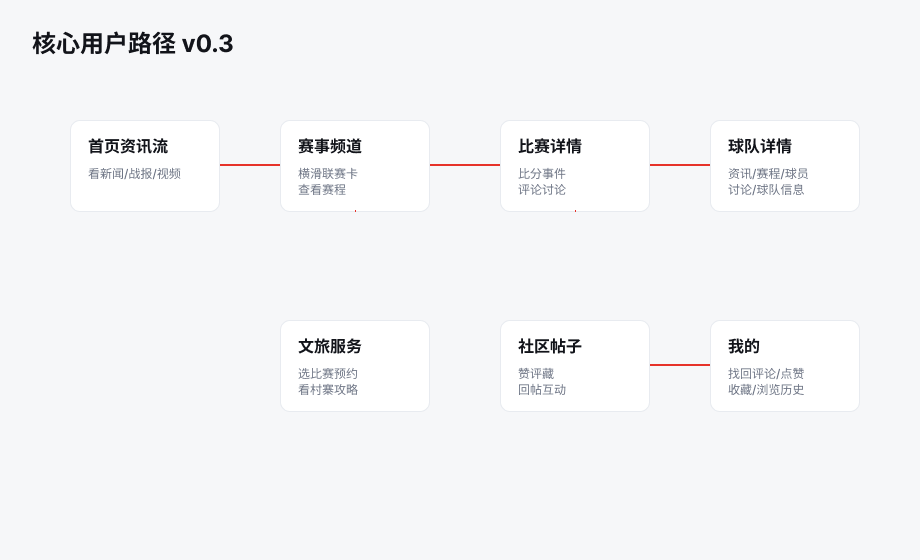 核心用户路径 v0.3
首页资讯流
看新闻/战报/视频
赛事频道
横滑联赛卡
查看赛程
比赛详情
比分事件
评论讨论
球队详情
资讯/赛程/球员
讨论/球队信息
文旅服务
选比赛预约
看村寨攻略
社区帖子
赞评藏
回帖互动
我的
找回评论/点赞
收藏/浏览历史